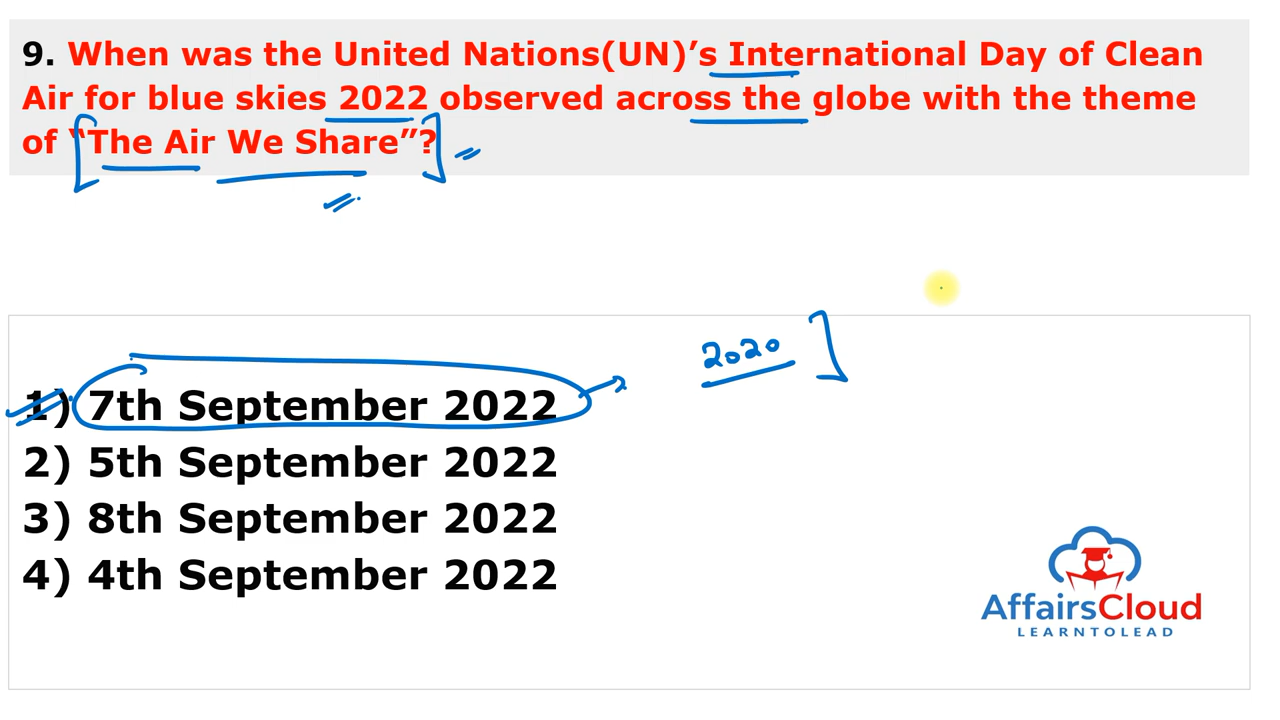 9. When was the United Nations(UN)’s International Day of Clean
Air for blue skies 2022 observed across the globe with the theme
of “The Air We Share”?
2020
1) 7th September 2022
2) 5th September 2022
3) 8th September 2022
4) 4th September 2022
AffairsCloud
LEARNTOLEAD